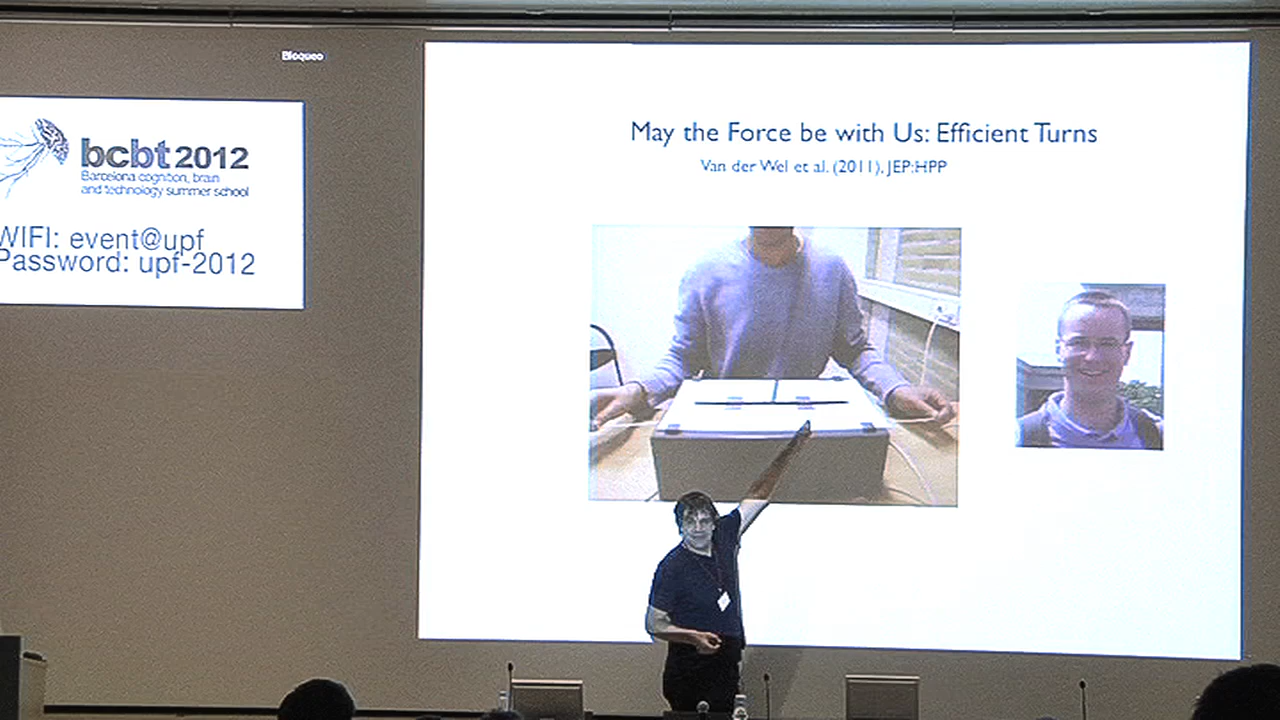 Bloqueo
bcbt 2012
Barcelona cognition, brain
and technology summer school
WIFI: event@upf
Password: upf-2012
May the Force be with Us: Efficient Turns
Van der Wel et al. (2011), JEP:HPP